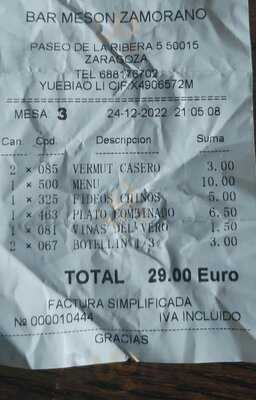 BAR MESON ZAMORANO
PASEO DE LA RIBERA 5 50015
ZARAGOZA
TEL 688176702
YUEBIAO LI CIF X4906572M
MESA 3 24-12-2022 21 05 08
Can. Cpd. Descripcion Suma
2 × 085 VERMUT CASERO 3.00
1 × 500 MENU 10.00
1 × 325 FIDEOS CHINOS 5.00
1 × 463 PLATO COMBINADO 6.50
1 × 081 VINAS DEL VERO 1.50
2 × 067 BOTELLIN 1/3 3.00
TOTAL 29.00 Euro
FACTURA SIMPLIFICADA
Nº 000010444 IVA INCLUIDO
GRACIAS